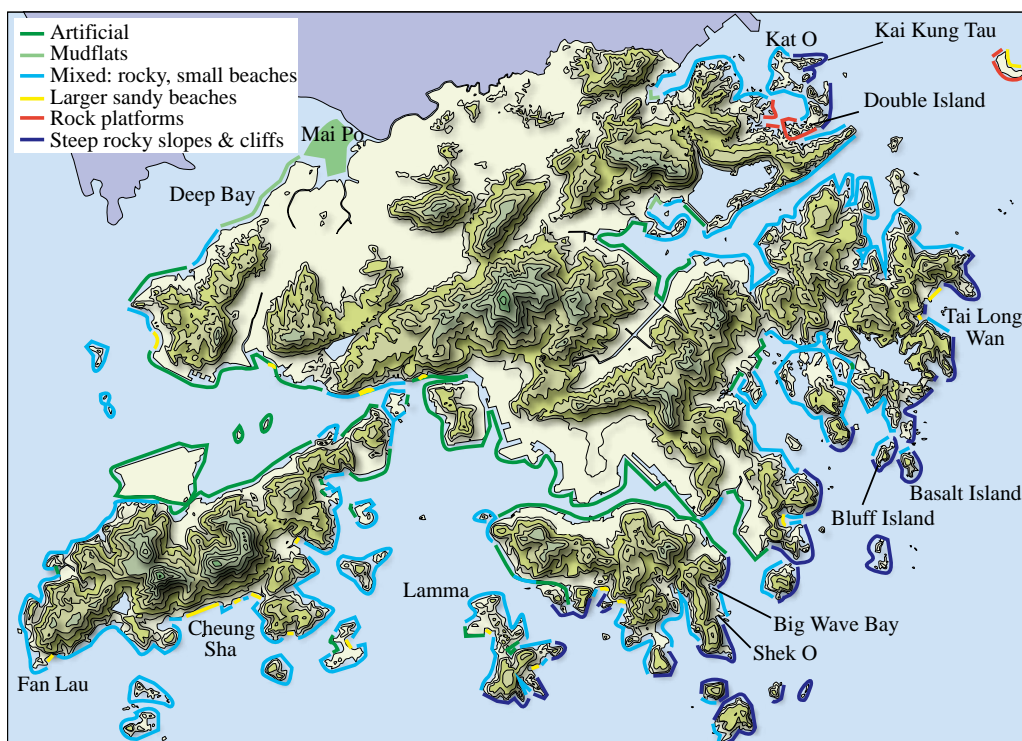 Artificial
Mudflats
Mixed: rocky, small beaches
Larger sandy beaches
Rock platforms
Steep rocky slopes & cliffs
Kat O
Kai Kung Tau
Double Island
Mai Po
Deep Bay
Tai Long
Wan
Basalt Island
Bluff Island
Lamma
Big Wave Bay
Cheung
Sha
Shek O
Fan Lau